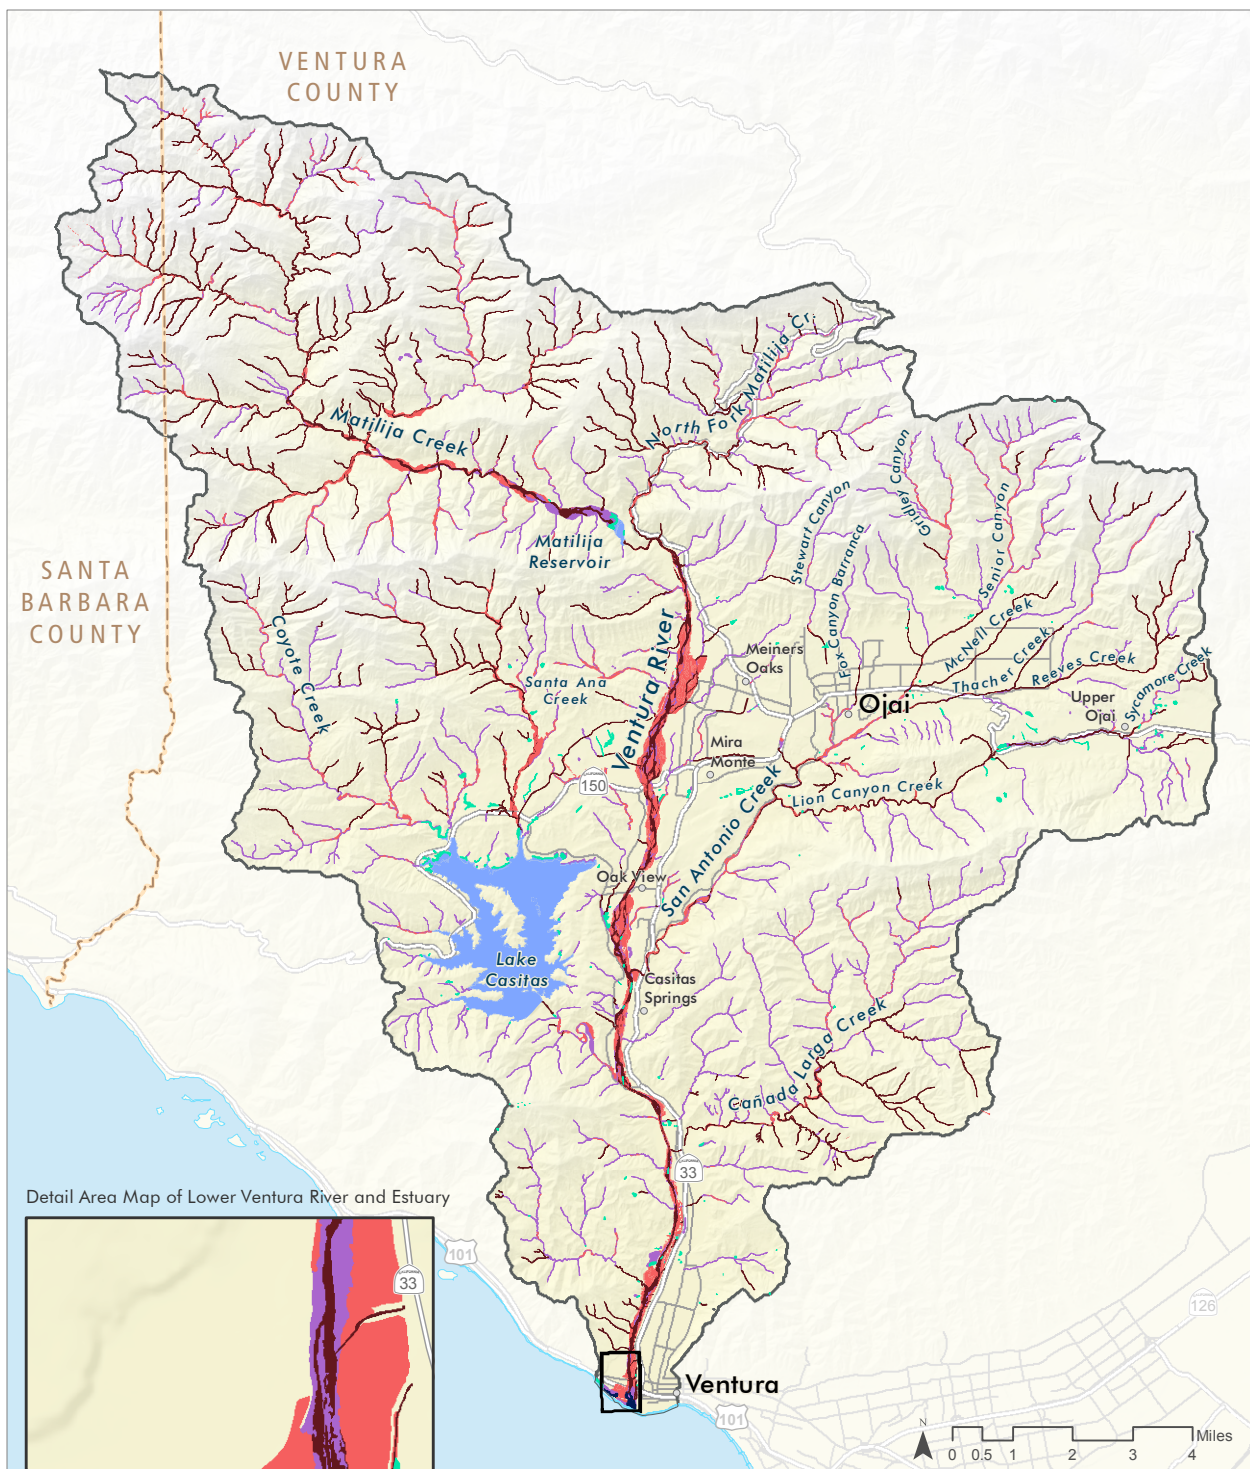 VENTURA
COUNTY
North Fork Matilija Cr.
Matilija Creek
Gridley Canyon
Stewart Canyon
Senior Canyon
Fox Canyon Barranca
Matilija
Reservoir
SANTA
BARBARA
COUNTY
Coyote Creek
McNell Creek
Ventura River
Meiners
Oaks
Thacher Creek
Reeves Creek
Sycamore Creek
Santa Ana
Creek
Upper
Ojai
Ojai
Mira
Monte
CALIFORNIA
150
Lion Canyon Creek
San Antonio Creek
Oak View
Lake
Casitas
Casitas
Springs
Cañada Larga Creek
CALIFORNIA
33
Detail Area Map of Lower Ventura River and Estuary
101
CALIFORNIA
33
126
Ventura
101
N
Miles
0 0.5 1 2 3 4